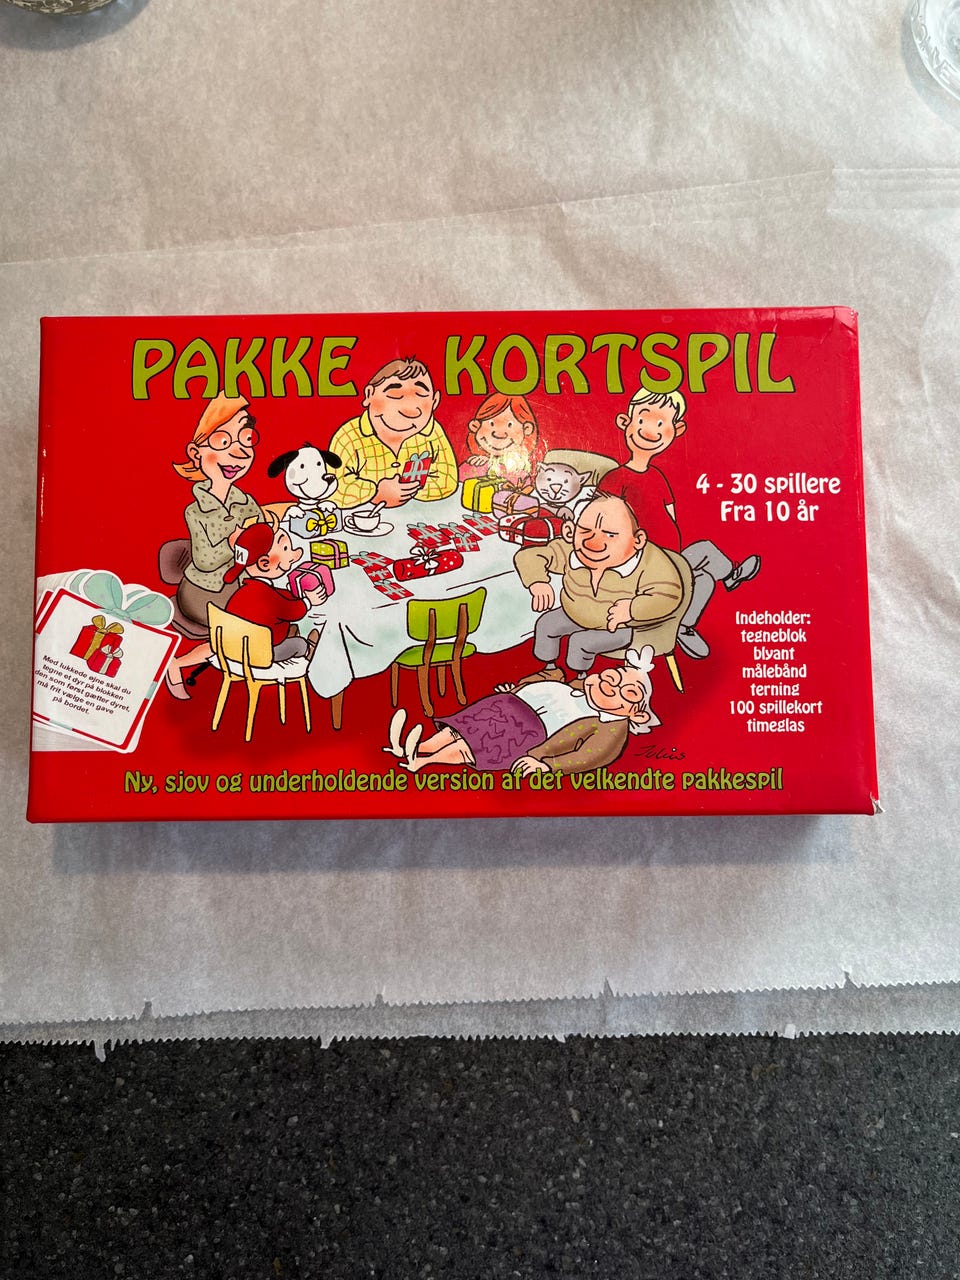 PAKKE KORTSPIL
4 - 30 spillere
Fra 10 år
Indeholder:
tegneblok
blyant
målebånd
terning
100 spillekort
timeglas
Med lukkede øjne skal du
tegne et dyr på blokken
den som først gætter dyret,
må frit vælge en gave
på bordet.
Ny, sjov og underholdende version af det velkendte pakkespil